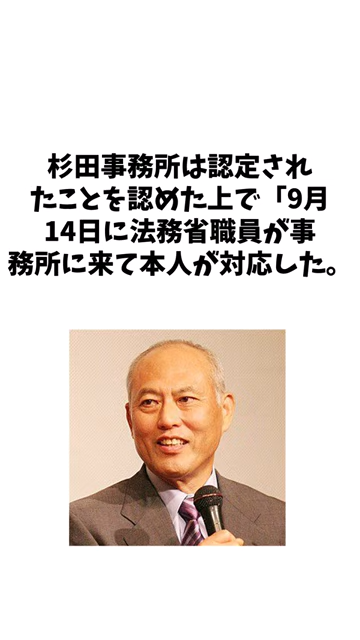 杉田事務所は認定され
たことを認めた上で「9月
14日に法務省職員が事
務所に来て本人が対応した。